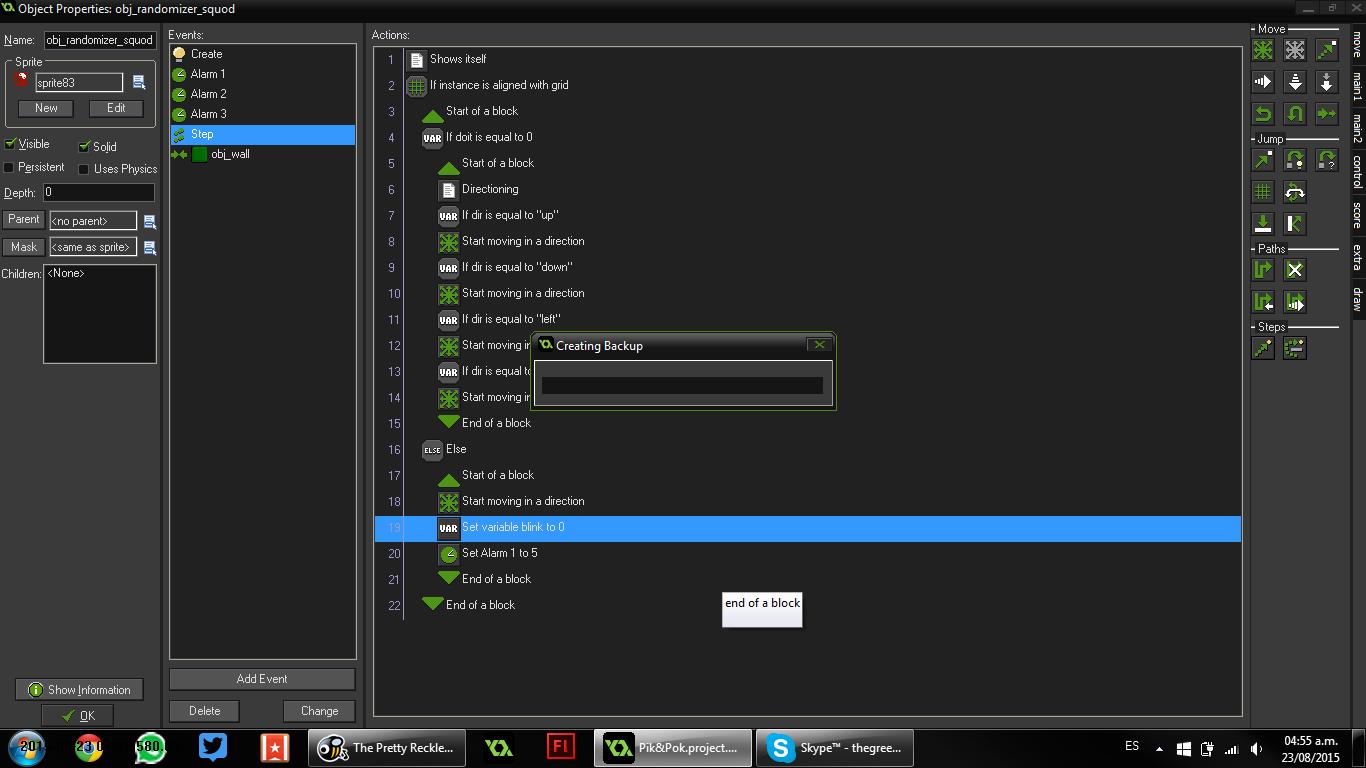 Object Properties: obj_randomizer_squod
Name: obj_randomizer_squod
Sprite
sprite83
New Edit
Visible Solid
Persistent Uses Physics
Depth: 0
Parent <no parent>
Mask <same as sprite>
Children: <None>
Show Information
OK
Events:
Create
Alarm 1
Alarm 2
Alarm 3
Step
obj_wall
Add Event
Delete Change
Actions:
1 Shows itself
2 If instance is aligned with grid
3 Start of a block
4 VAR If doit is equal to 0
5 Start of a block
6 Directioning
7 VAR If dir is equal to "up"
8 Start moving in a direction
9 VAR If dir is equal to "down"
10 Start moving in a direction
11 VAR If dir is equal to "left"
12 Start moving in
13 VAR If dir is equal to
14 Start moving in
15 End of a block
16 ELSE Else
17 Start of a block
18 Start moving in a direction
19 VAR Set variable blink to 0
20 Set Alarm 1 to 5
21 End of a block
22 End of a block
Creating Backup
end of a block
Move
Jump
?
Paths
Steps
move
main1
main2
control
score
extra
draw
201 23 0 580. Fl
The Pretty Reckle...
Pik&Pok.project....
Skype™ - thegree...
ES
04:55 a.m.
23/08/2015